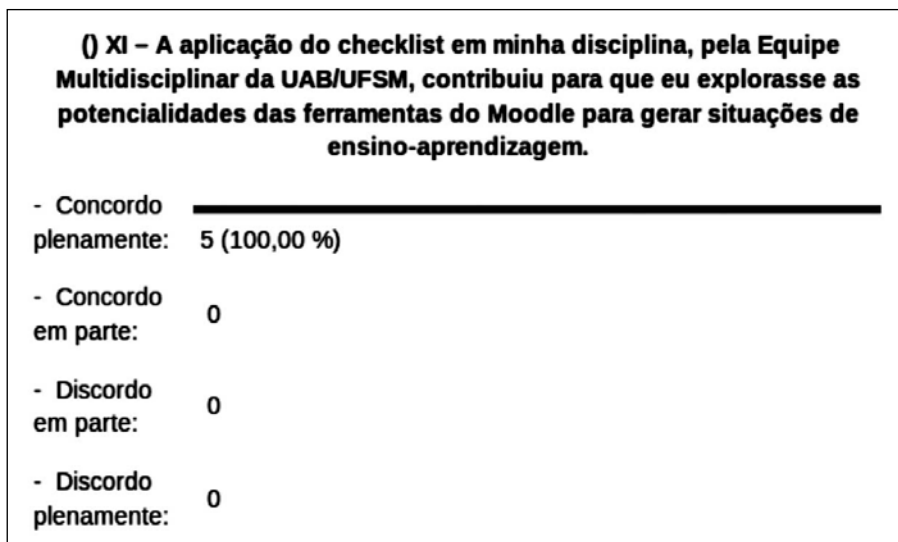 () XI – A aplicação do checklist em minha disciplina, pela Equipe
Multidisciplinar da UAB/UFSM, contribuiu para que eu explorasse as
potencialidades das ferramentas do Moodle para gerar situações de
ensino-aprendizagem.
- Concordo
plenamente: 5 (100,00 %)
- Concordo
em parte: 0
- Discordo
em parte: 0
- Discordo
plenamente: 0